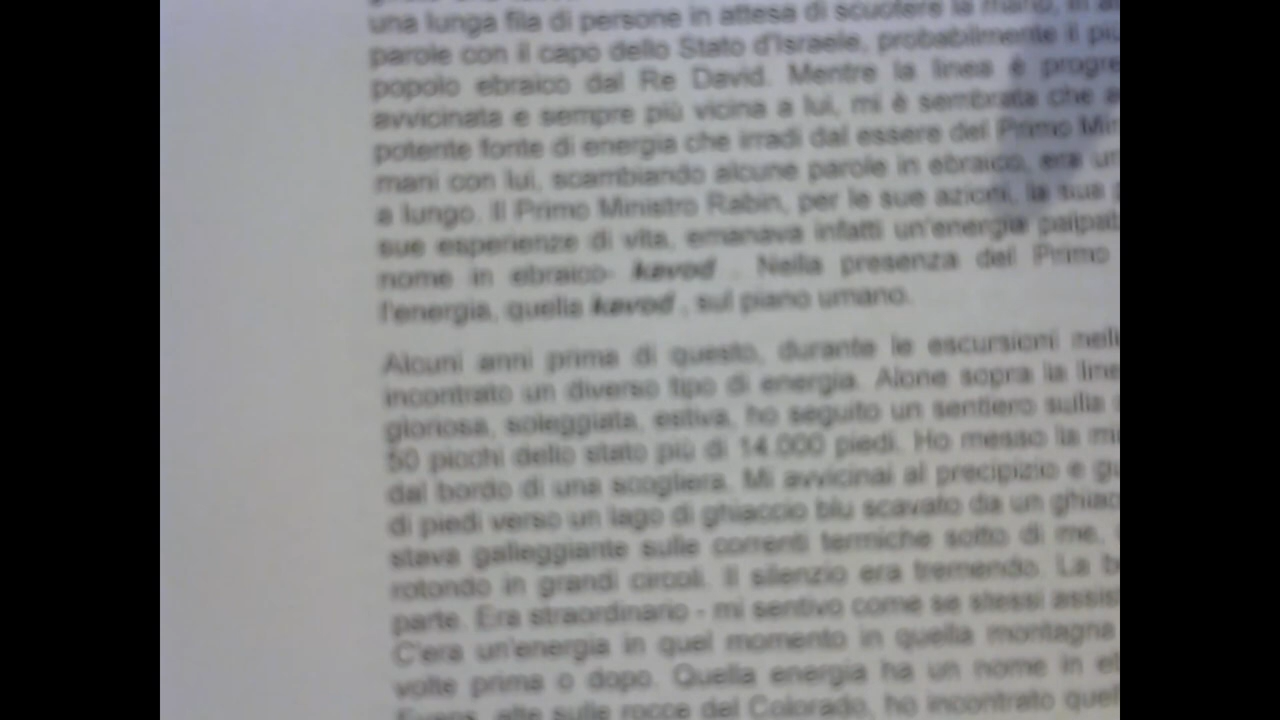 una lunga fila di persone in attesa di scuotere la mano, in
parole con il capo dello Stato d'Israele, probabilmente il più
popolo ebraico dal Re David. Mentre la linea è
avvicinata e sempre più vicina a lui, mi è sembrata che
potente fonte di energia che irradi dal essere del Primo
mani con lui, scambiando alcune parole in ebraico, era
a lungo. Il Primo Ministro Rabin, per le sue azioni, la sua
sue esperienze di vita, emanava infatti un'energia
nome in ebraico- kavod . Nella presenza del Primo
l'energia, quella kavod , sul piano umano.
Alcuni anni prima di questo, durante le escursioni
incontrato un diverso tipo di energia. Alone sopra la
gloriosa, soleggiata, estiva, ho seguito un sentiero sulla
50 picchi dello stato più di 14.000 piedi. Ho messo la
dal bordo di una scogliera. Mi avvicinai al precipizio e
di piedi verso un lago di ghiaccio blu scavato da un
stava galleggiante sulle correnti termiche sotto di me,
rotondo in grandi circoli. Il silenzio era tremendo. La
parte. Era straordinario - mi sentivo come se stessi
C'era un'energia in quel momento in quella montagna
volte prima o dopo. Quella energia ha un nome in
Evans, alte sulle rocce del Colorado, ho incontrato